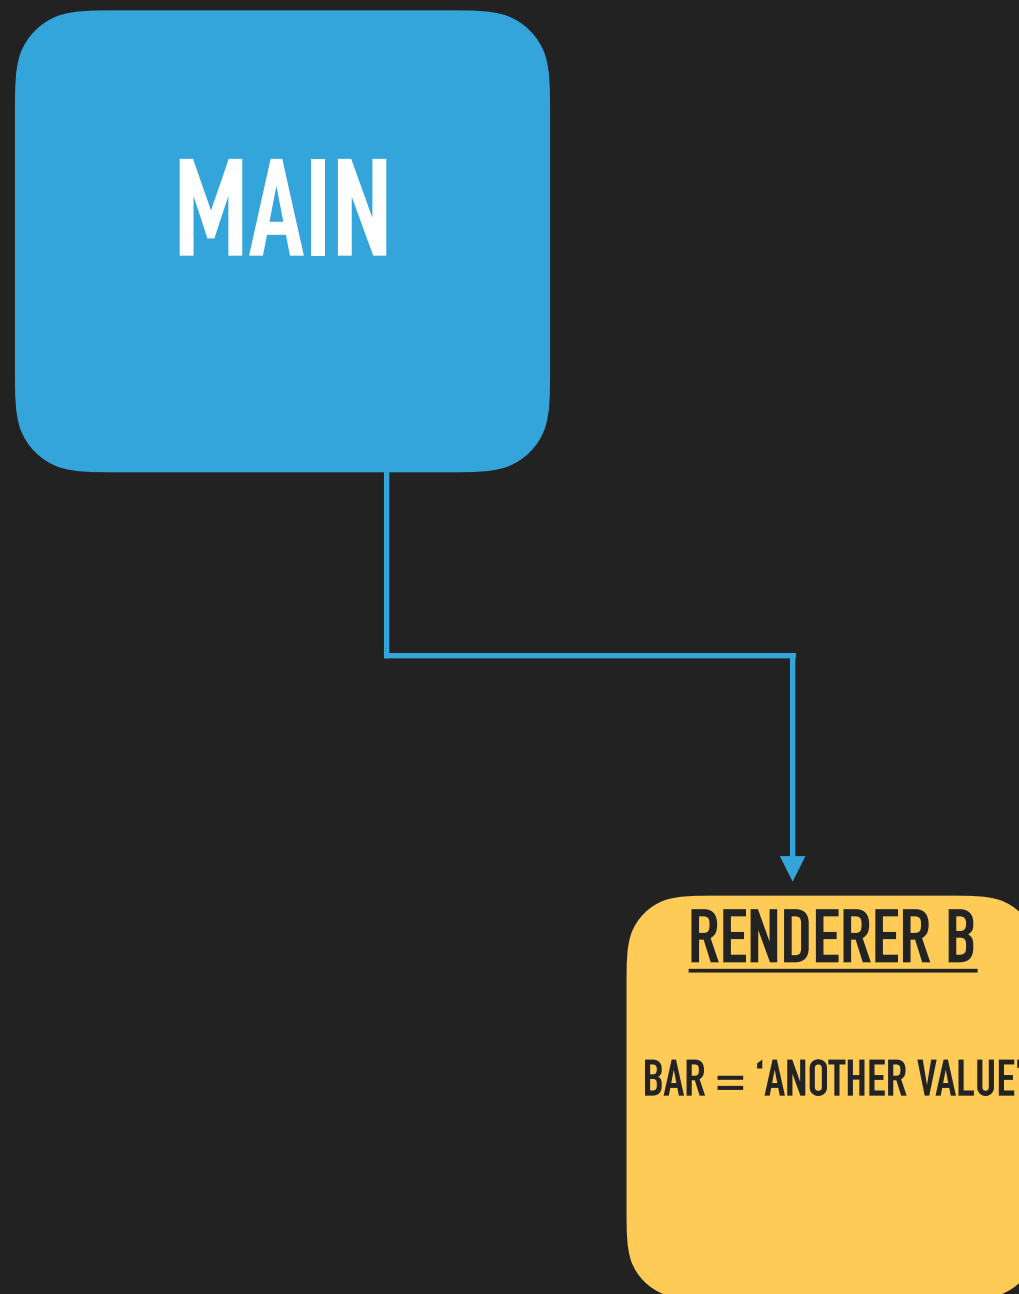 MAIN
RENDERER B
BAR = ‘ANOTHER VALUE’